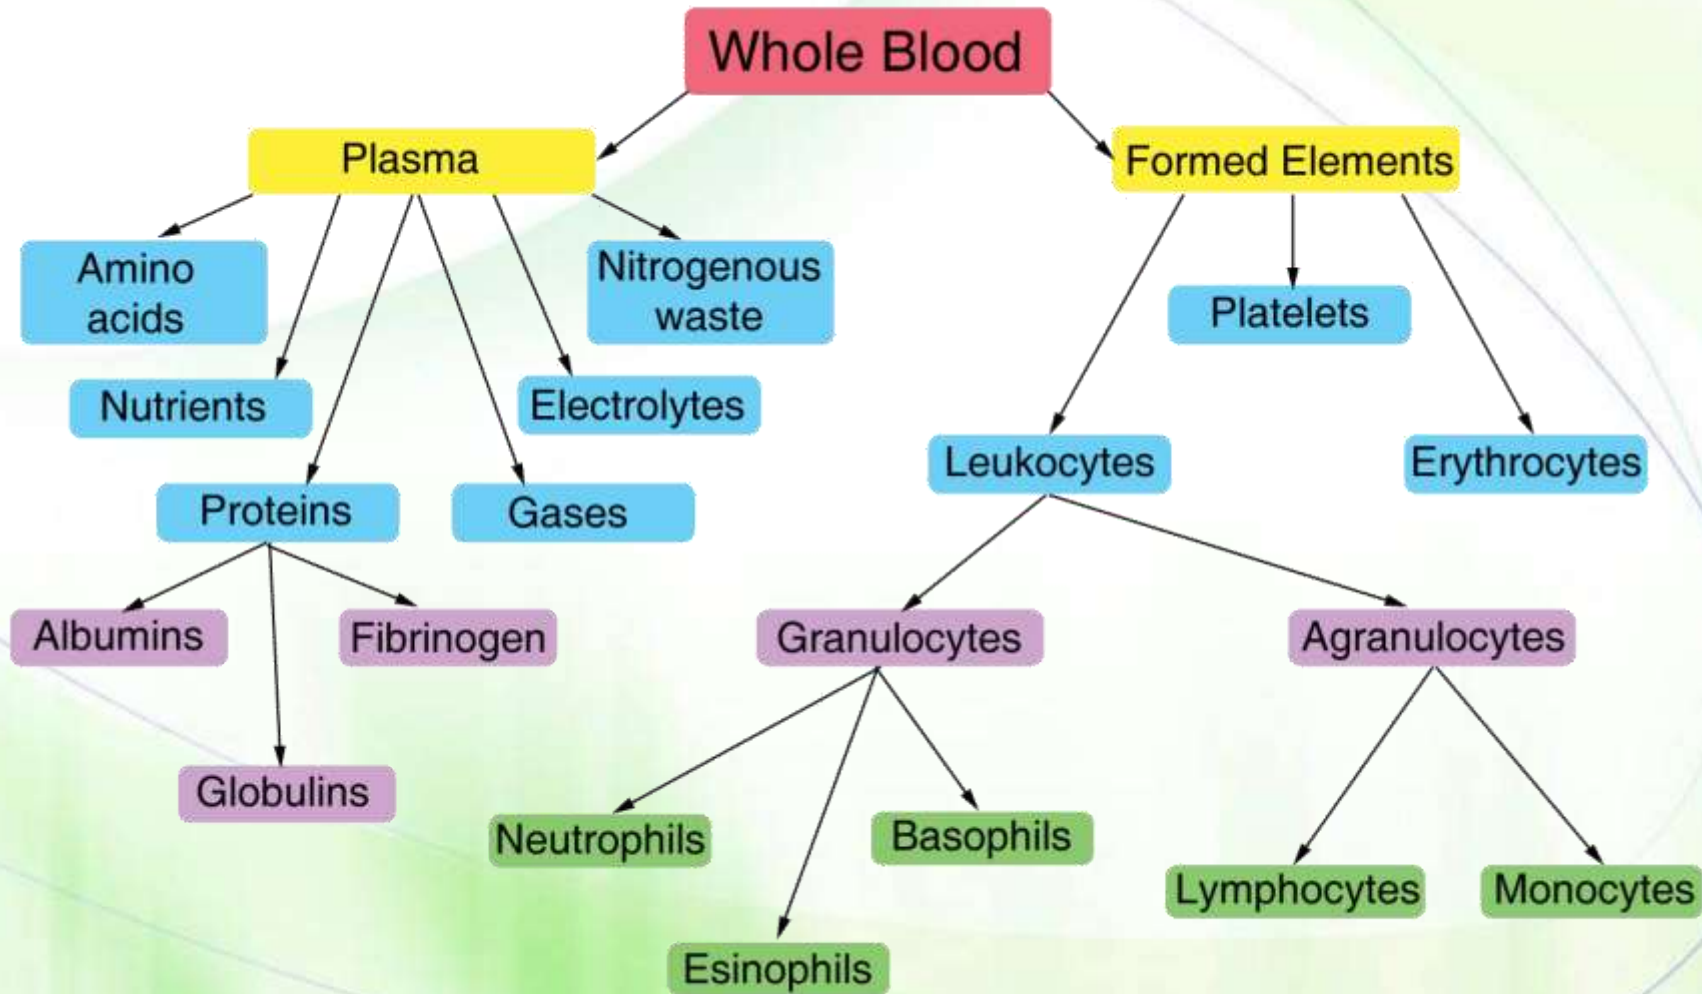 Whole Blood
Plasma
Formed Elements
Amino
acids
Nitrogenous
waste
Platelets
Nutrients
Electrolytes
Leukocytes
Erythrocytes
Proteins
Gases
Albumins
Fibrinogen
Granulocytes
Agranulocytes
Globulins
Neutrophils
Basophils
Lymphocytes
Monocytes
Esinophils